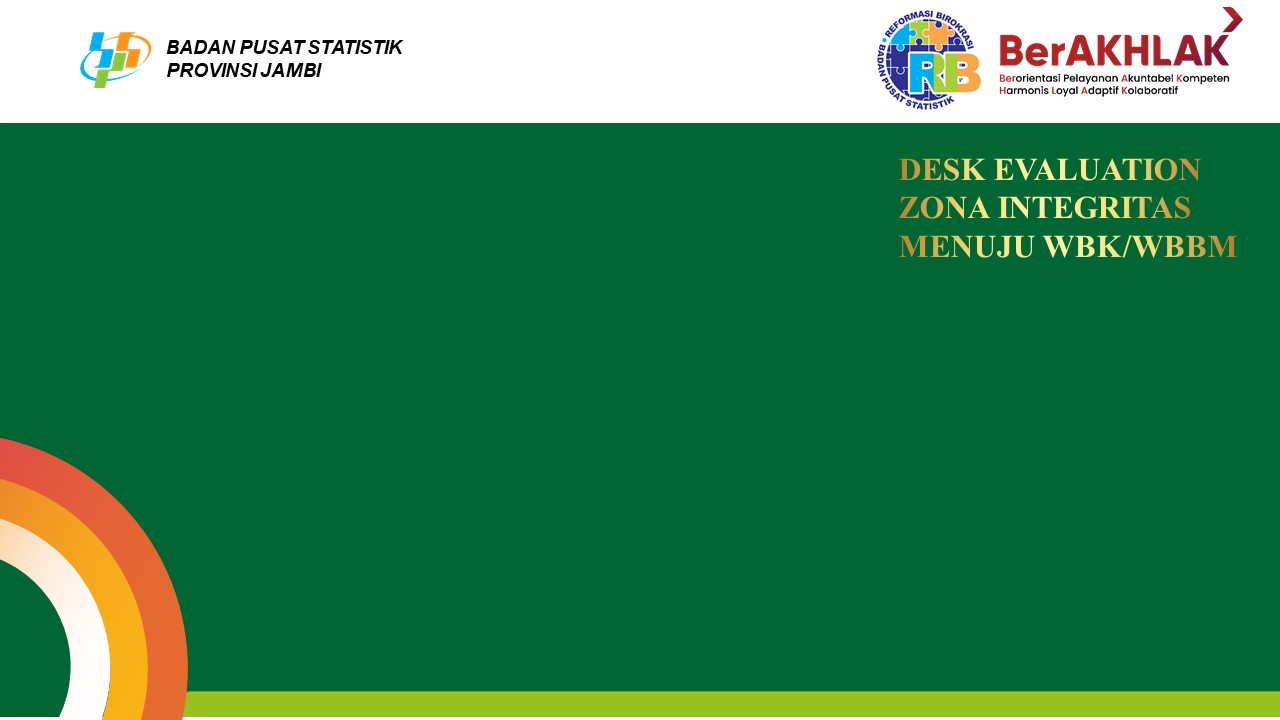 BADAN PUSAT STATISTIK
PROVINSI JAMBI
REFORMASI BIROKRASI
BADAN PUSAT STATISTIK
RB
BerAKHLAK
Berorientasi Pelayanan Akuntabel Kompeten
Harmonis Loyal Adaptif Kolaboratif
DESK EVALUATION
ZONA INTEGRITAS
MENUJU WBK/WBBM